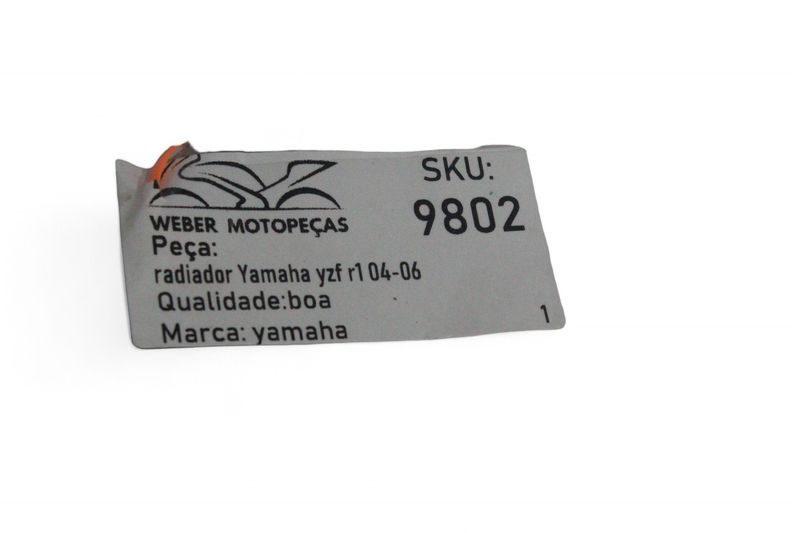 WEBER MOTOPEÇAS
SKU:
9802
Peça:
radiador Yamaha yzf r1 04-06
Qualidade:boa
Marca: yamaha
1